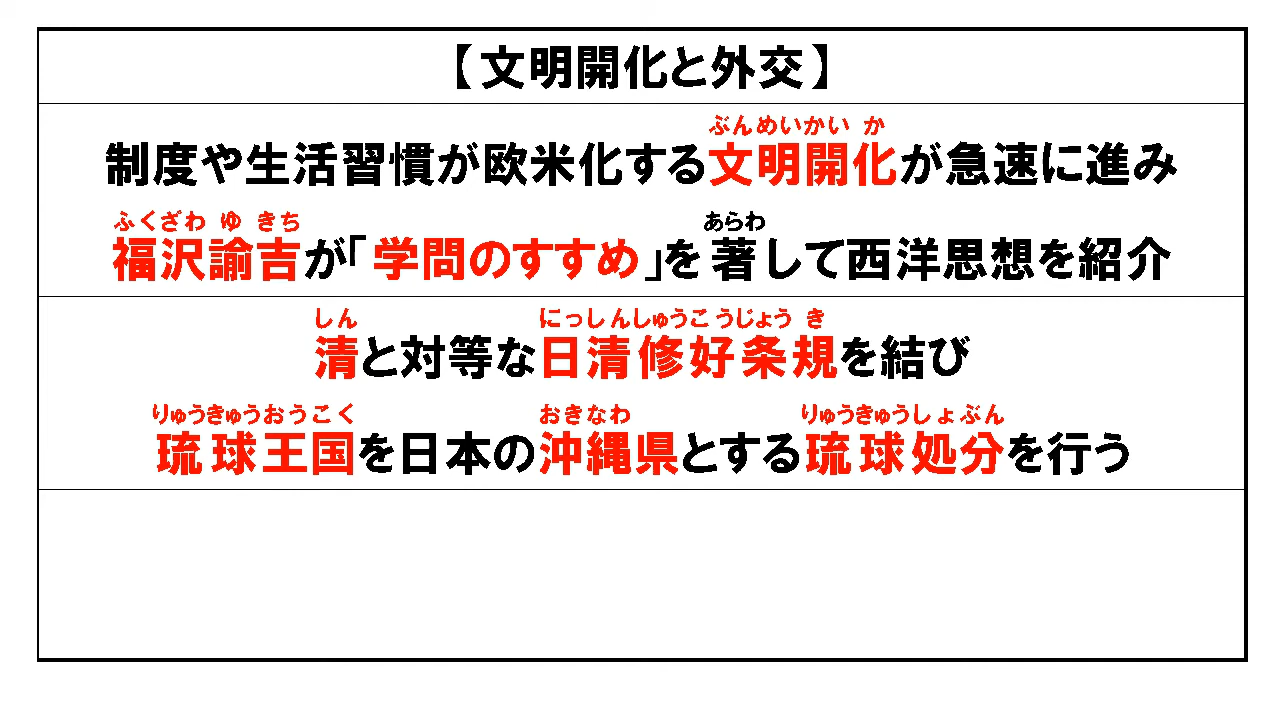 【文明開化と外交】
ぶんめいかいか
制度や生活習慣が欧米化する文明開化が急速に進み
ふくざわゆきち あらわ
福沢諭吉が「学問のすすめ」を著して西洋思想を紹介
しん にっしんしゅうこうじょうき
清と対等な日清修好条規を結び
りゅうきゅうおうこく おきなわ りゅうきゅうしょぶん
琉球王国を日本の沖縄県とする琉球処分を行う